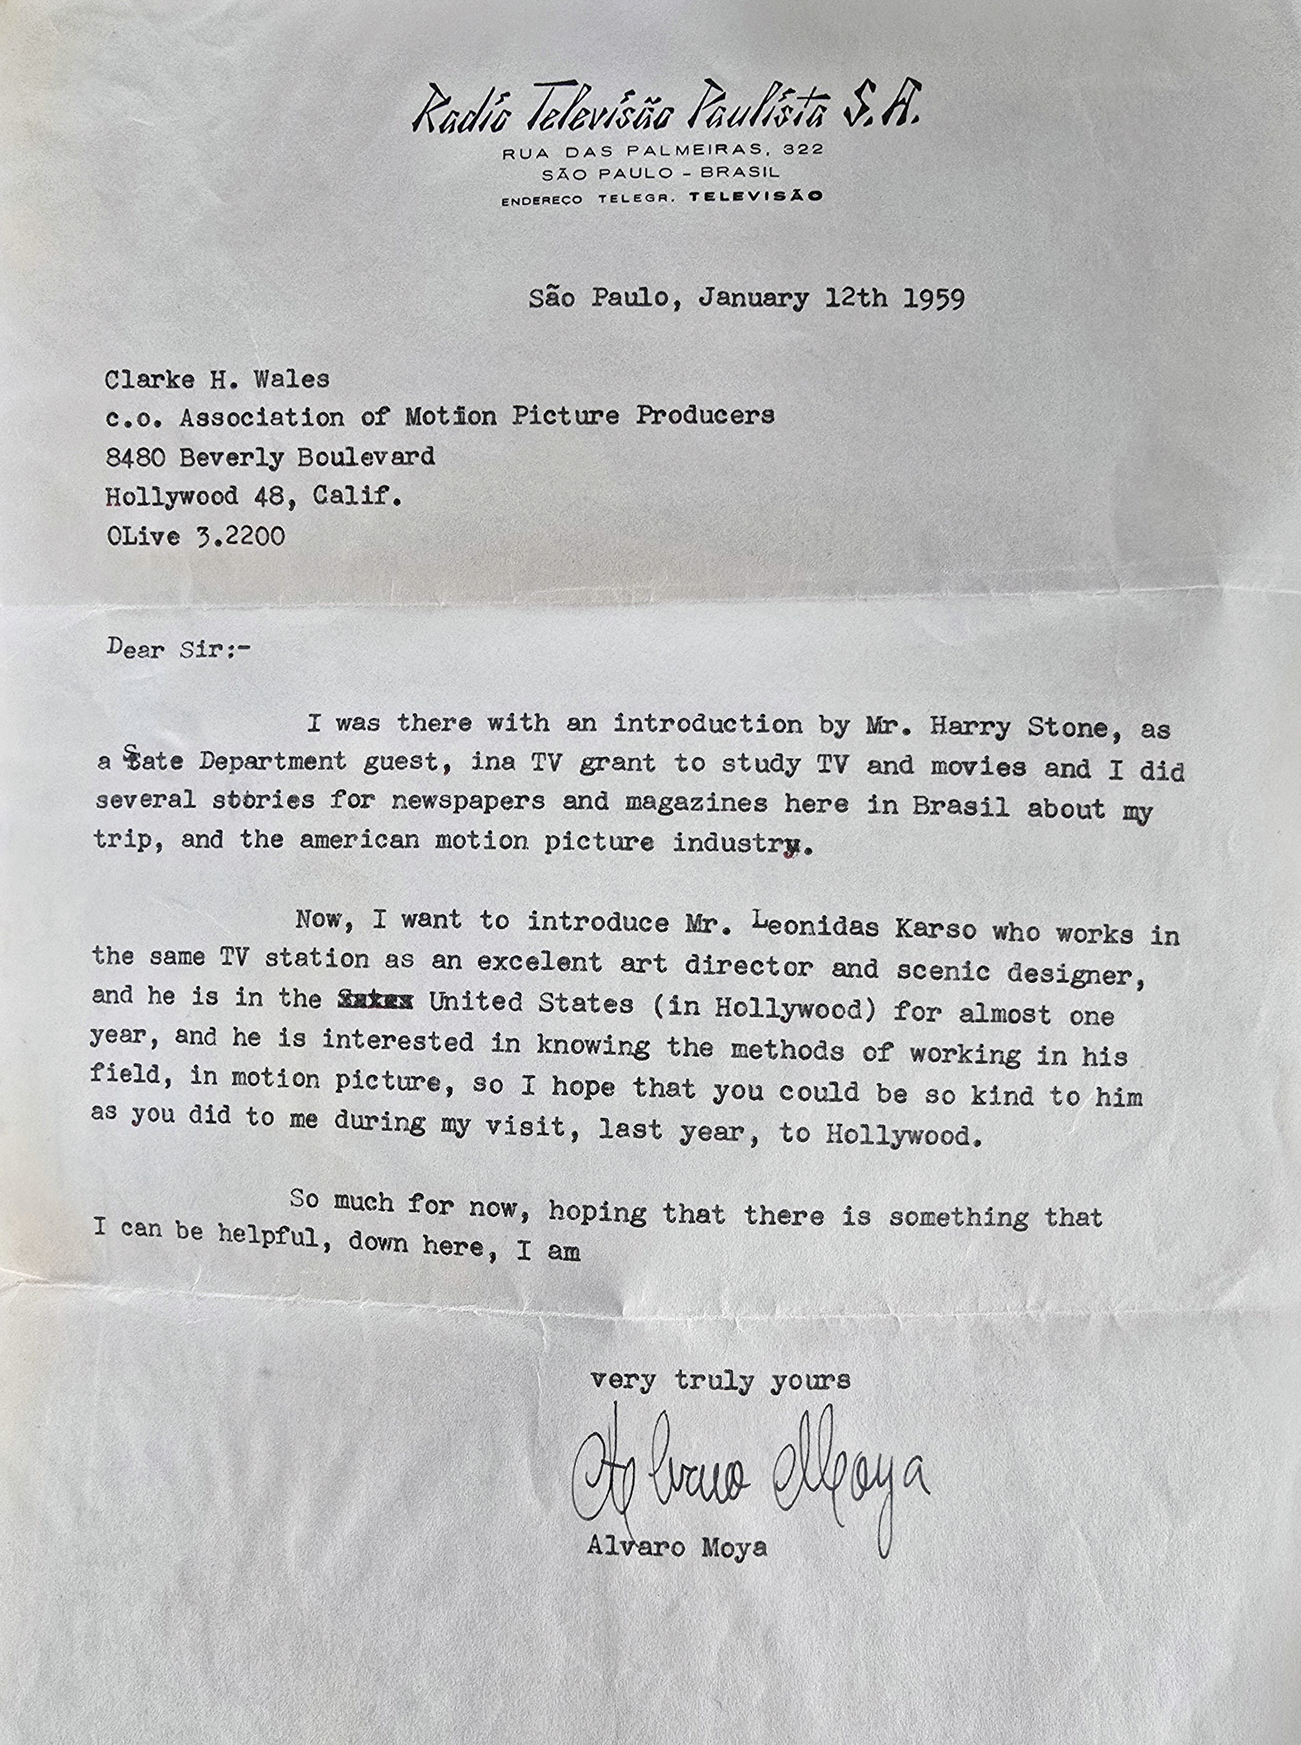 Radio Televisão Paulista S.A.
RUA DAS PALMEIRAS, 322
SÃO PAULO - BRASIL
ENDEREÇO TELEGR. TELEVISÃO
São Paulo, January 12th 1959
Clarke H. Wales
c.o. Association of Motion Picture Producers
8480 Beverly Boulevard
Hollywood 48, Calif.
OLive 3.2200
Dear Sir:-
I was there with an introduction by Mr. Harry Stone, as
a Sate Department guest, ina TV grant to study TV and movies and I did
several stories for newspapers and magazines here in Brasil about my
trip, and the american motion picture industry.
Now, I want to introduce Mr. Leonidas Karso who works in
the same TV station as an excelent art director and scenic designer,
and he is in the United States (in Hollywood) for almost one
year, and he is interested in knowing the methods of working in his
field, in motion picture, so I hope that you could be so kind to him
as you did to me during my visit, last year, to Hollywood.
So much for now, hoping that there is something that
I can be helpful, down here, I am
very truly yours
Alvaro Moya
Alvaro Moya